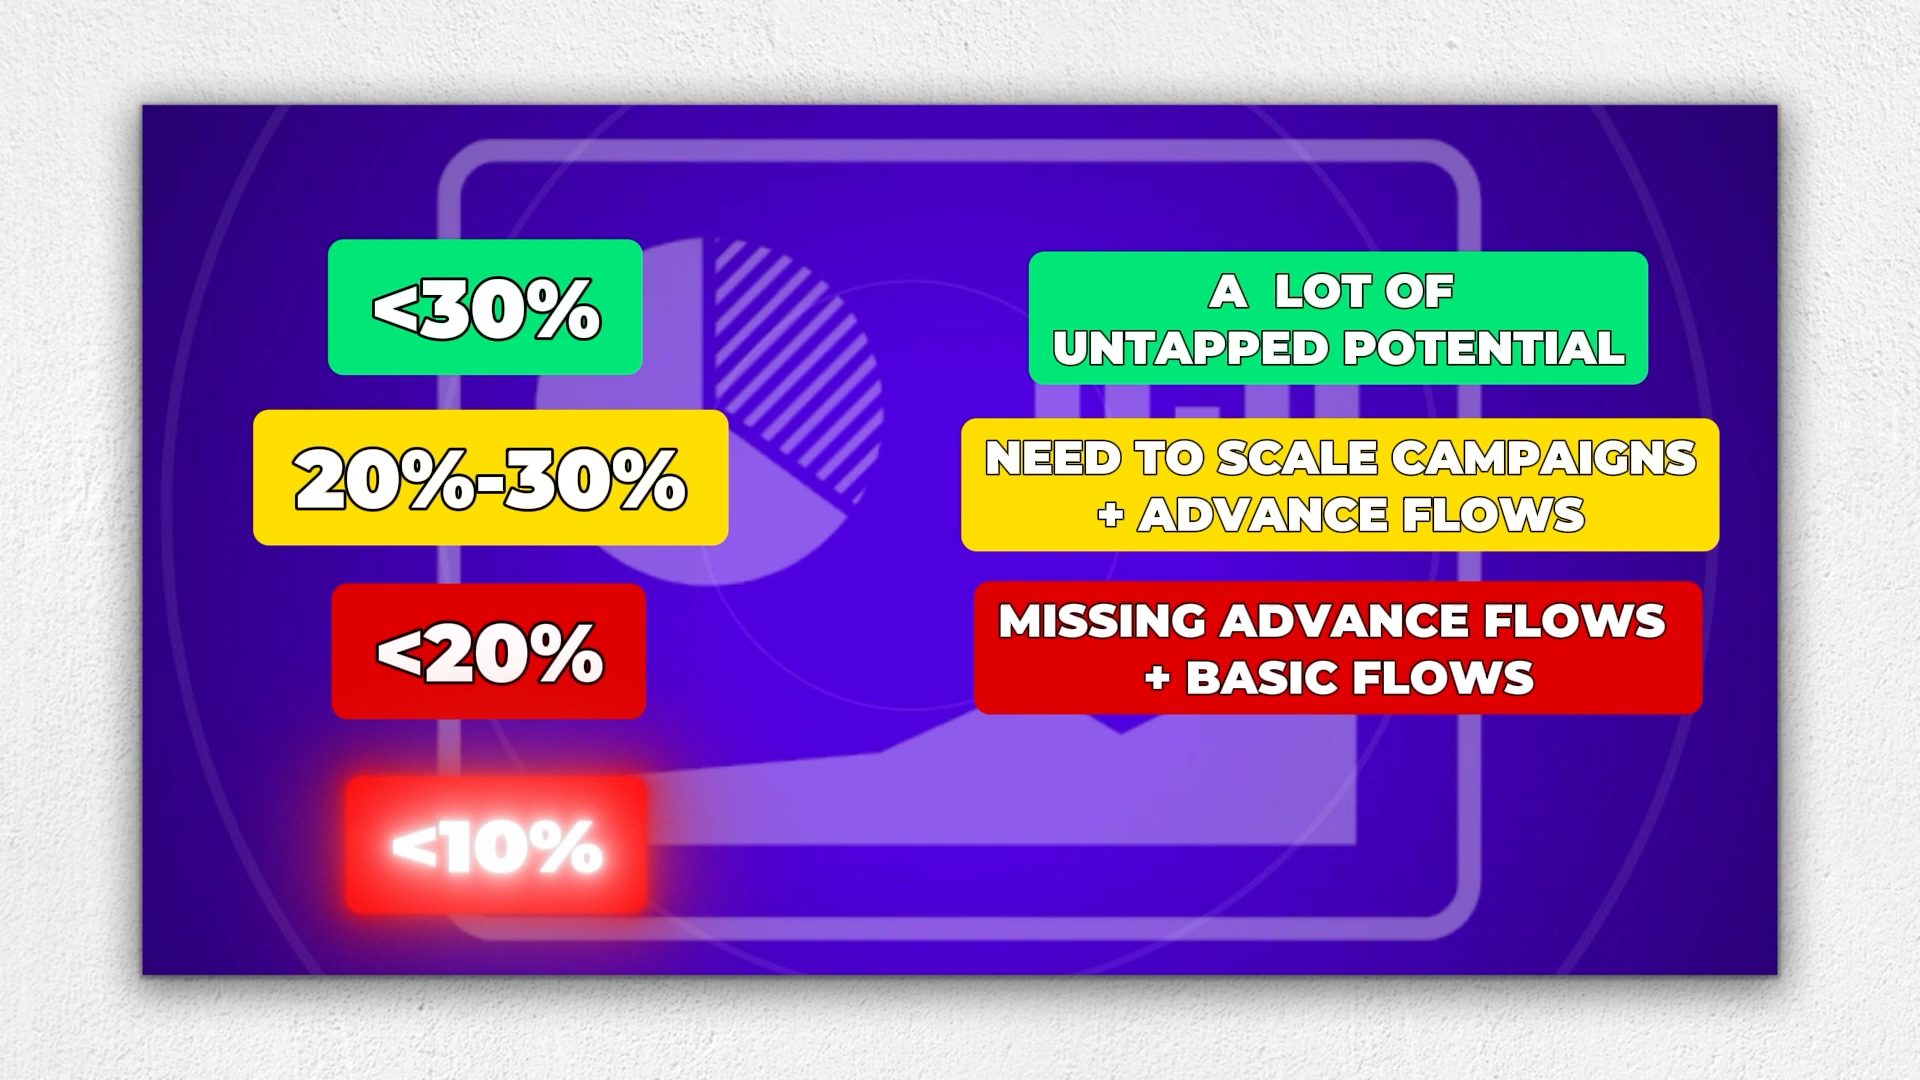 <30%
A LOT OF
UNTAPPED POTENTIAL
20%-30%
NEED TO SCALE CAMPAIGNS
+ ADVANCE FLOWS
<20%
MISSING ADVANCE FLOWS
+ BASIC FLOWS
<10%